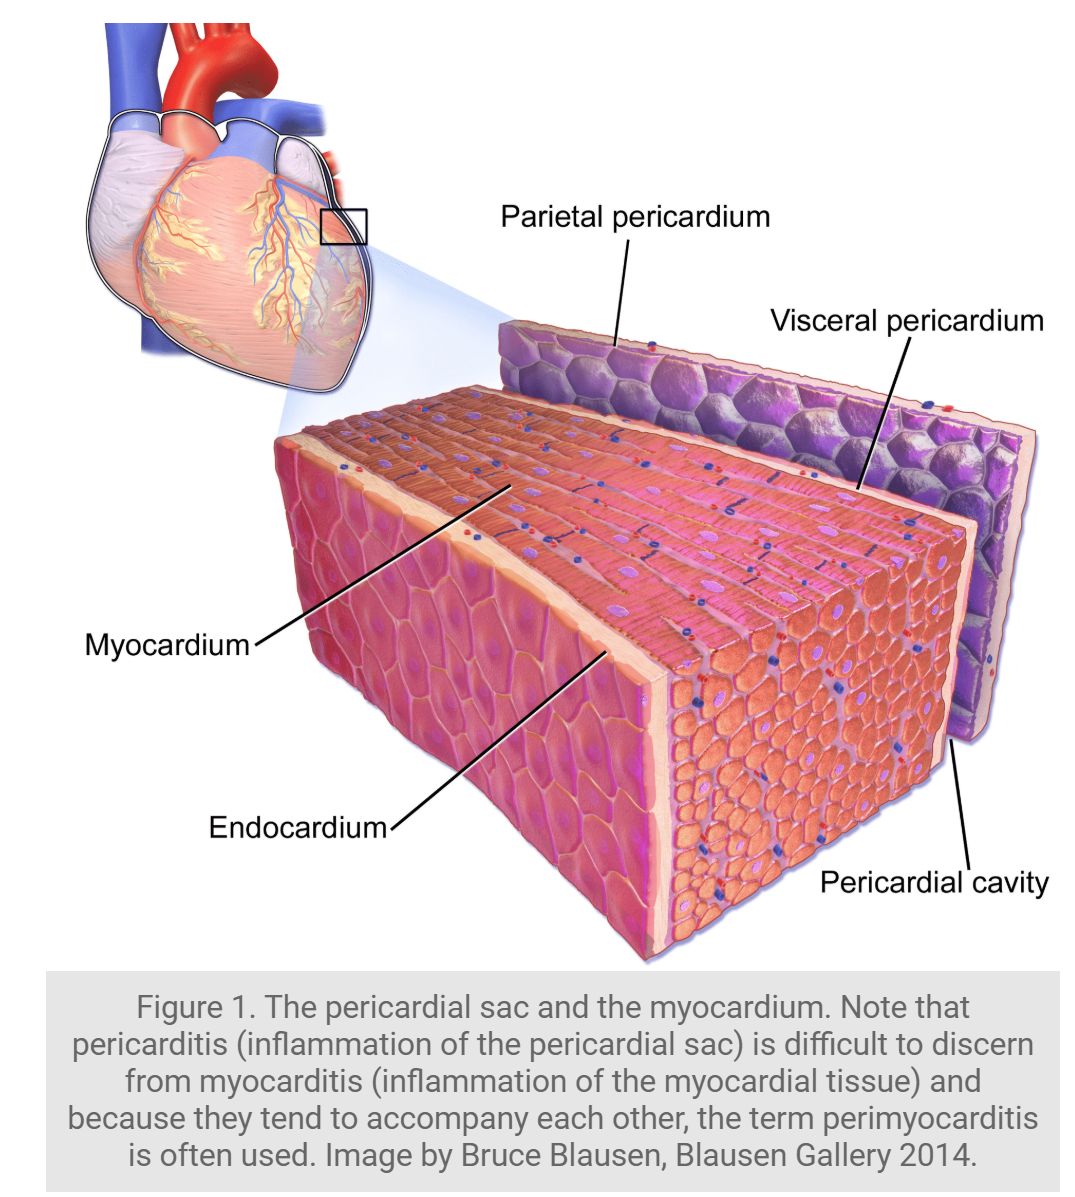 Parietal pericardium
Visceral pericardium
Myocardium
Endocardium
Pericardial cavity
Figure 1. The pericardial sac and the myocardium. Note that
pericarditis (inflammation of the pericardial sac) is difficult to discern
from myocarditis (inflammation of the myocardial tissue) and
because they tend to accompany each other, the term perimyocarditis
is often used. Image by Bruce Blausen, Blausen Gallery 2014.